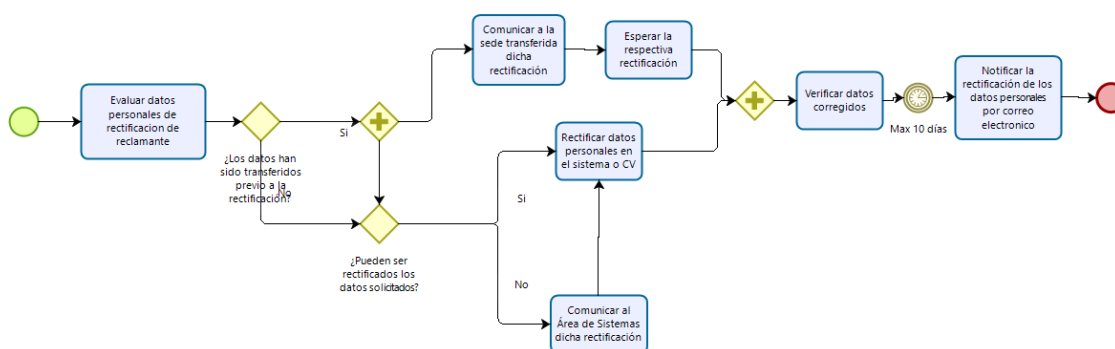 Evaluar datos
personales de
rectificacion de
reclamante
¿Los datos han
sido transferidos
previo a la
rectificación?
Si
No
Comunicar a la
sede transferida
dicha
rectificación
Esperar la
respectiva
rectificación
¿Pueden ser
rectificados los
datos solicitados?
Si
No
Rectificar datos
personales en
el sistema o CV
Comunicar al
Área de Sistemas
dicha rectificación
Verificar datos
corregidos
Max 10 días
Notificar la
rectificación de los
datos personales
por correo
electronico